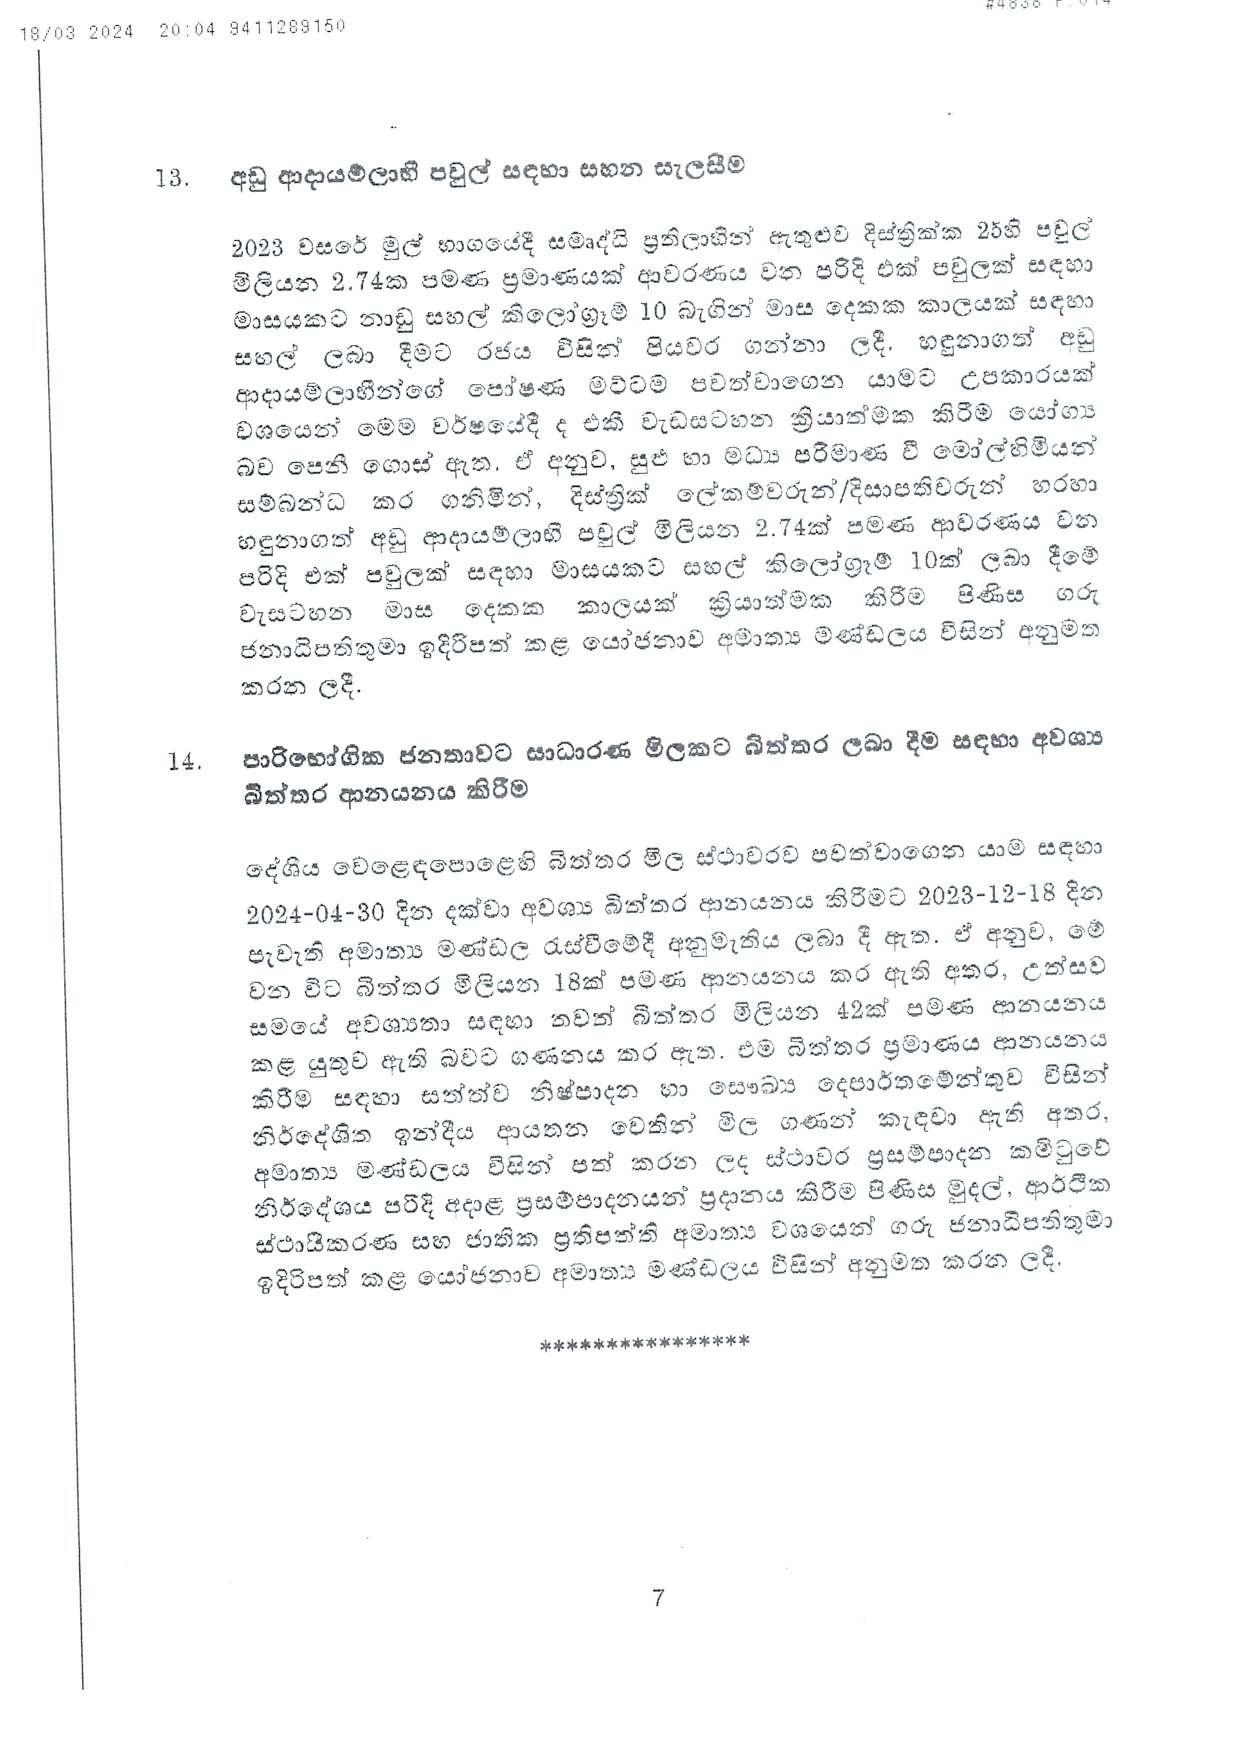 18/03 2024 20:04 9411289150
#4838 P.014
13. අඩු ආදායම්ලාභී පවුල් සඳහා සහන සැලසීම
2023 වසරේ මුල් භාගයේදී සමෘද්ධි ප්‍රතිලාභීන් ඇතුළුව දිස්ත්‍රික්ක 25හි පවුල්
මිලියන 2.74ක පමණ ප්‍රමාණයක් ආවරණය වන පරිදි එක් පවුලක් සඳහා
මාසයකට නාඩු සහල් කිලෝග්‍රෑම් 10 බැගින් මාස දෙකක කාලයක් සඳහා
සහල් ලබා දීමට රජය විසින් පියවර ගන්නා ලදී. හඳුනාගත් අඩු
ආදායම්ලාභීන්ගේ පෝෂණ මට්ටම පවත්වාගෙන යාමට උපකාරයක්
වශයෙන් මෙම වර්ෂයේදී ද එකී වැඩසටහන ක්‍රියාත්මක කිරීම යෝග්‍ය
බව පෙනී ගොස් ඇත. ඒ අනුව, සුළු හා මධ්‍ය පරිමාණ වී මෝල්හිමියන්
සම්බන්ධ කර ගනිමින්, දිස්ත්‍රික් ලේකම්වරුන්/දිසාපතිවරුන් හරහා
හඳුනාගත් අඩු ආදායම්ලාභී පවුල් මිලියන 2.74ක් පමණ ආවරණය වන
පරිදි එක් පවුලක් සඳහා මාසයකට සහල් කිලෝග්‍රෑම් 10ක් ලබා දීමේ
වැසටහන මාස දෙකක කාලයක් ක්‍රියාත්මක කිරීම පිණිස ගරු
ජනාධිපතිතුමා ඉදිරිපත් කළ යෝජනාව අමාත්‍ය මණ්ඩලය විසින් අනුමත
කරන ලදී.
14. පාරිභෝගික ජනතාවට සාධාරණ මිලකට බිත්තර ලබා දීම සඳහා අවශ්‍ය
බිත්තර ආනයනය කිරීම
දේශීය වෙළෙඳපොළෙහි බිත්තර මිල ස්ථාවරව පවත්වාගෙන යාම සඳහා
2024-04-30 දින දක්වා අවශ්‍ය බිත්තර ආනයනය කිරීමට 2023-12-18 දින
පැවැති අමාත්‍ය මණ්ඩල රැස්වීමේදී අනුමැතිය ලබා දී ඇත. ඒ අනුව, මේ
වන විට බිත්තර මිලියන 18ක් පමණ ආනයනය කර ඇති අතර, උත්සව
සමයේ අවශ්‍යතා සඳහා තවත් බිත්තර මිලියන 42ක් පමණ ආනයනය
කළ යුතුව ඇති බවට ගණනය කර ඇත. එම බිත්තර ප්‍රමාණය ආනයනය
කිරීම සඳහා සත්ත්ව නිෂ්පාදන හා සෞඛ්‍ය දෙපාර්තමේන්තුව විසින්
නිර්දේශිත ඉන්දීය ආයතන වෙතින් මිල ගණන් කැඳවා ඇති අතර,
අමාත්‍ය මණ්ඩලය විසින් පත් කරන ලද ස්ථාවර ප්‍රසම්පාදන කමිටුවේ
නිර්දේශය පරිදි අදාළ ප්‍රසම්පාදනයන් ප්‍රදානය කිරීම පිණිස මුදල්, ආර්ථික
ස්ථායීකරණ සහ ජාතික ප්‍රතිපත්ති අමාත්‍ය වශයෙන් ගරු ජනාධිපතිතුමා
ඉදිරිපත් කළ යෝජනාව අමාත්‍ය මණ්ඩලය විසින් අනුමත කරන ලදී.
****************
7